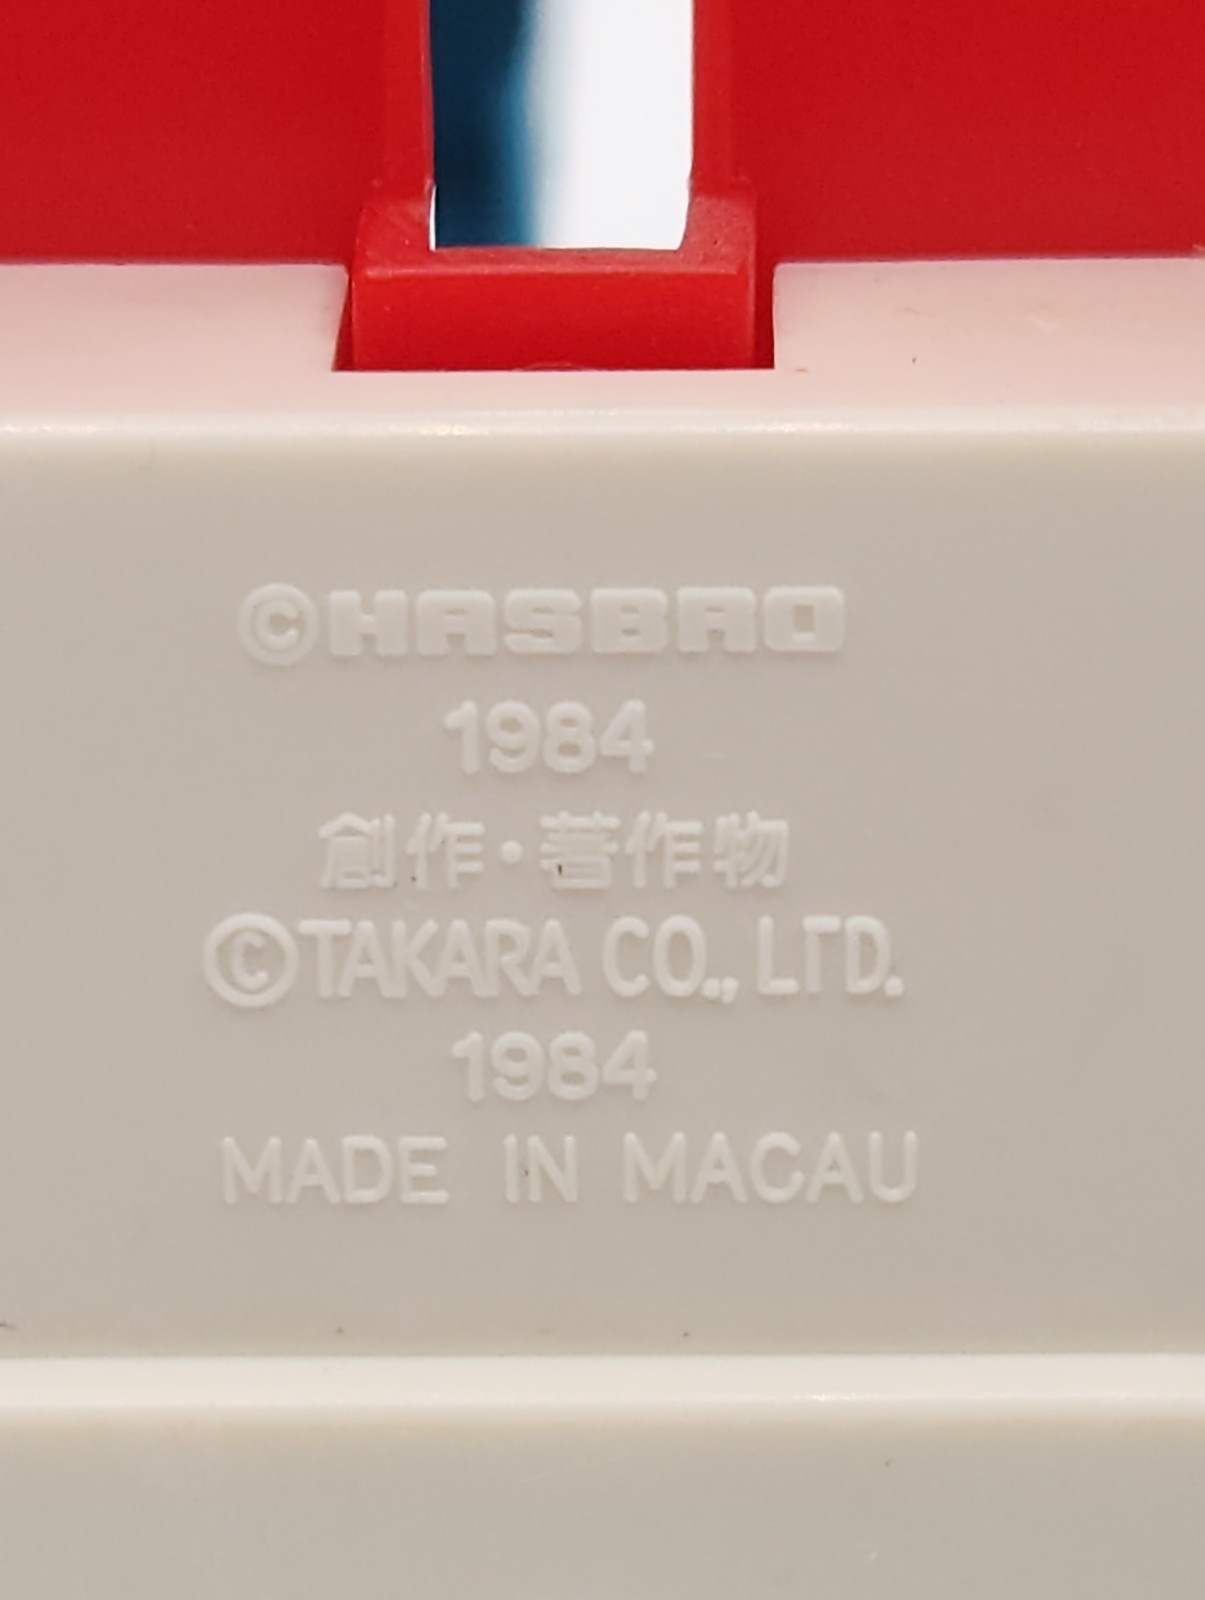 ©HASBRO
1984
創作・著作物
©TAKARA CO., LTD.
1984
MADE IN MACAU